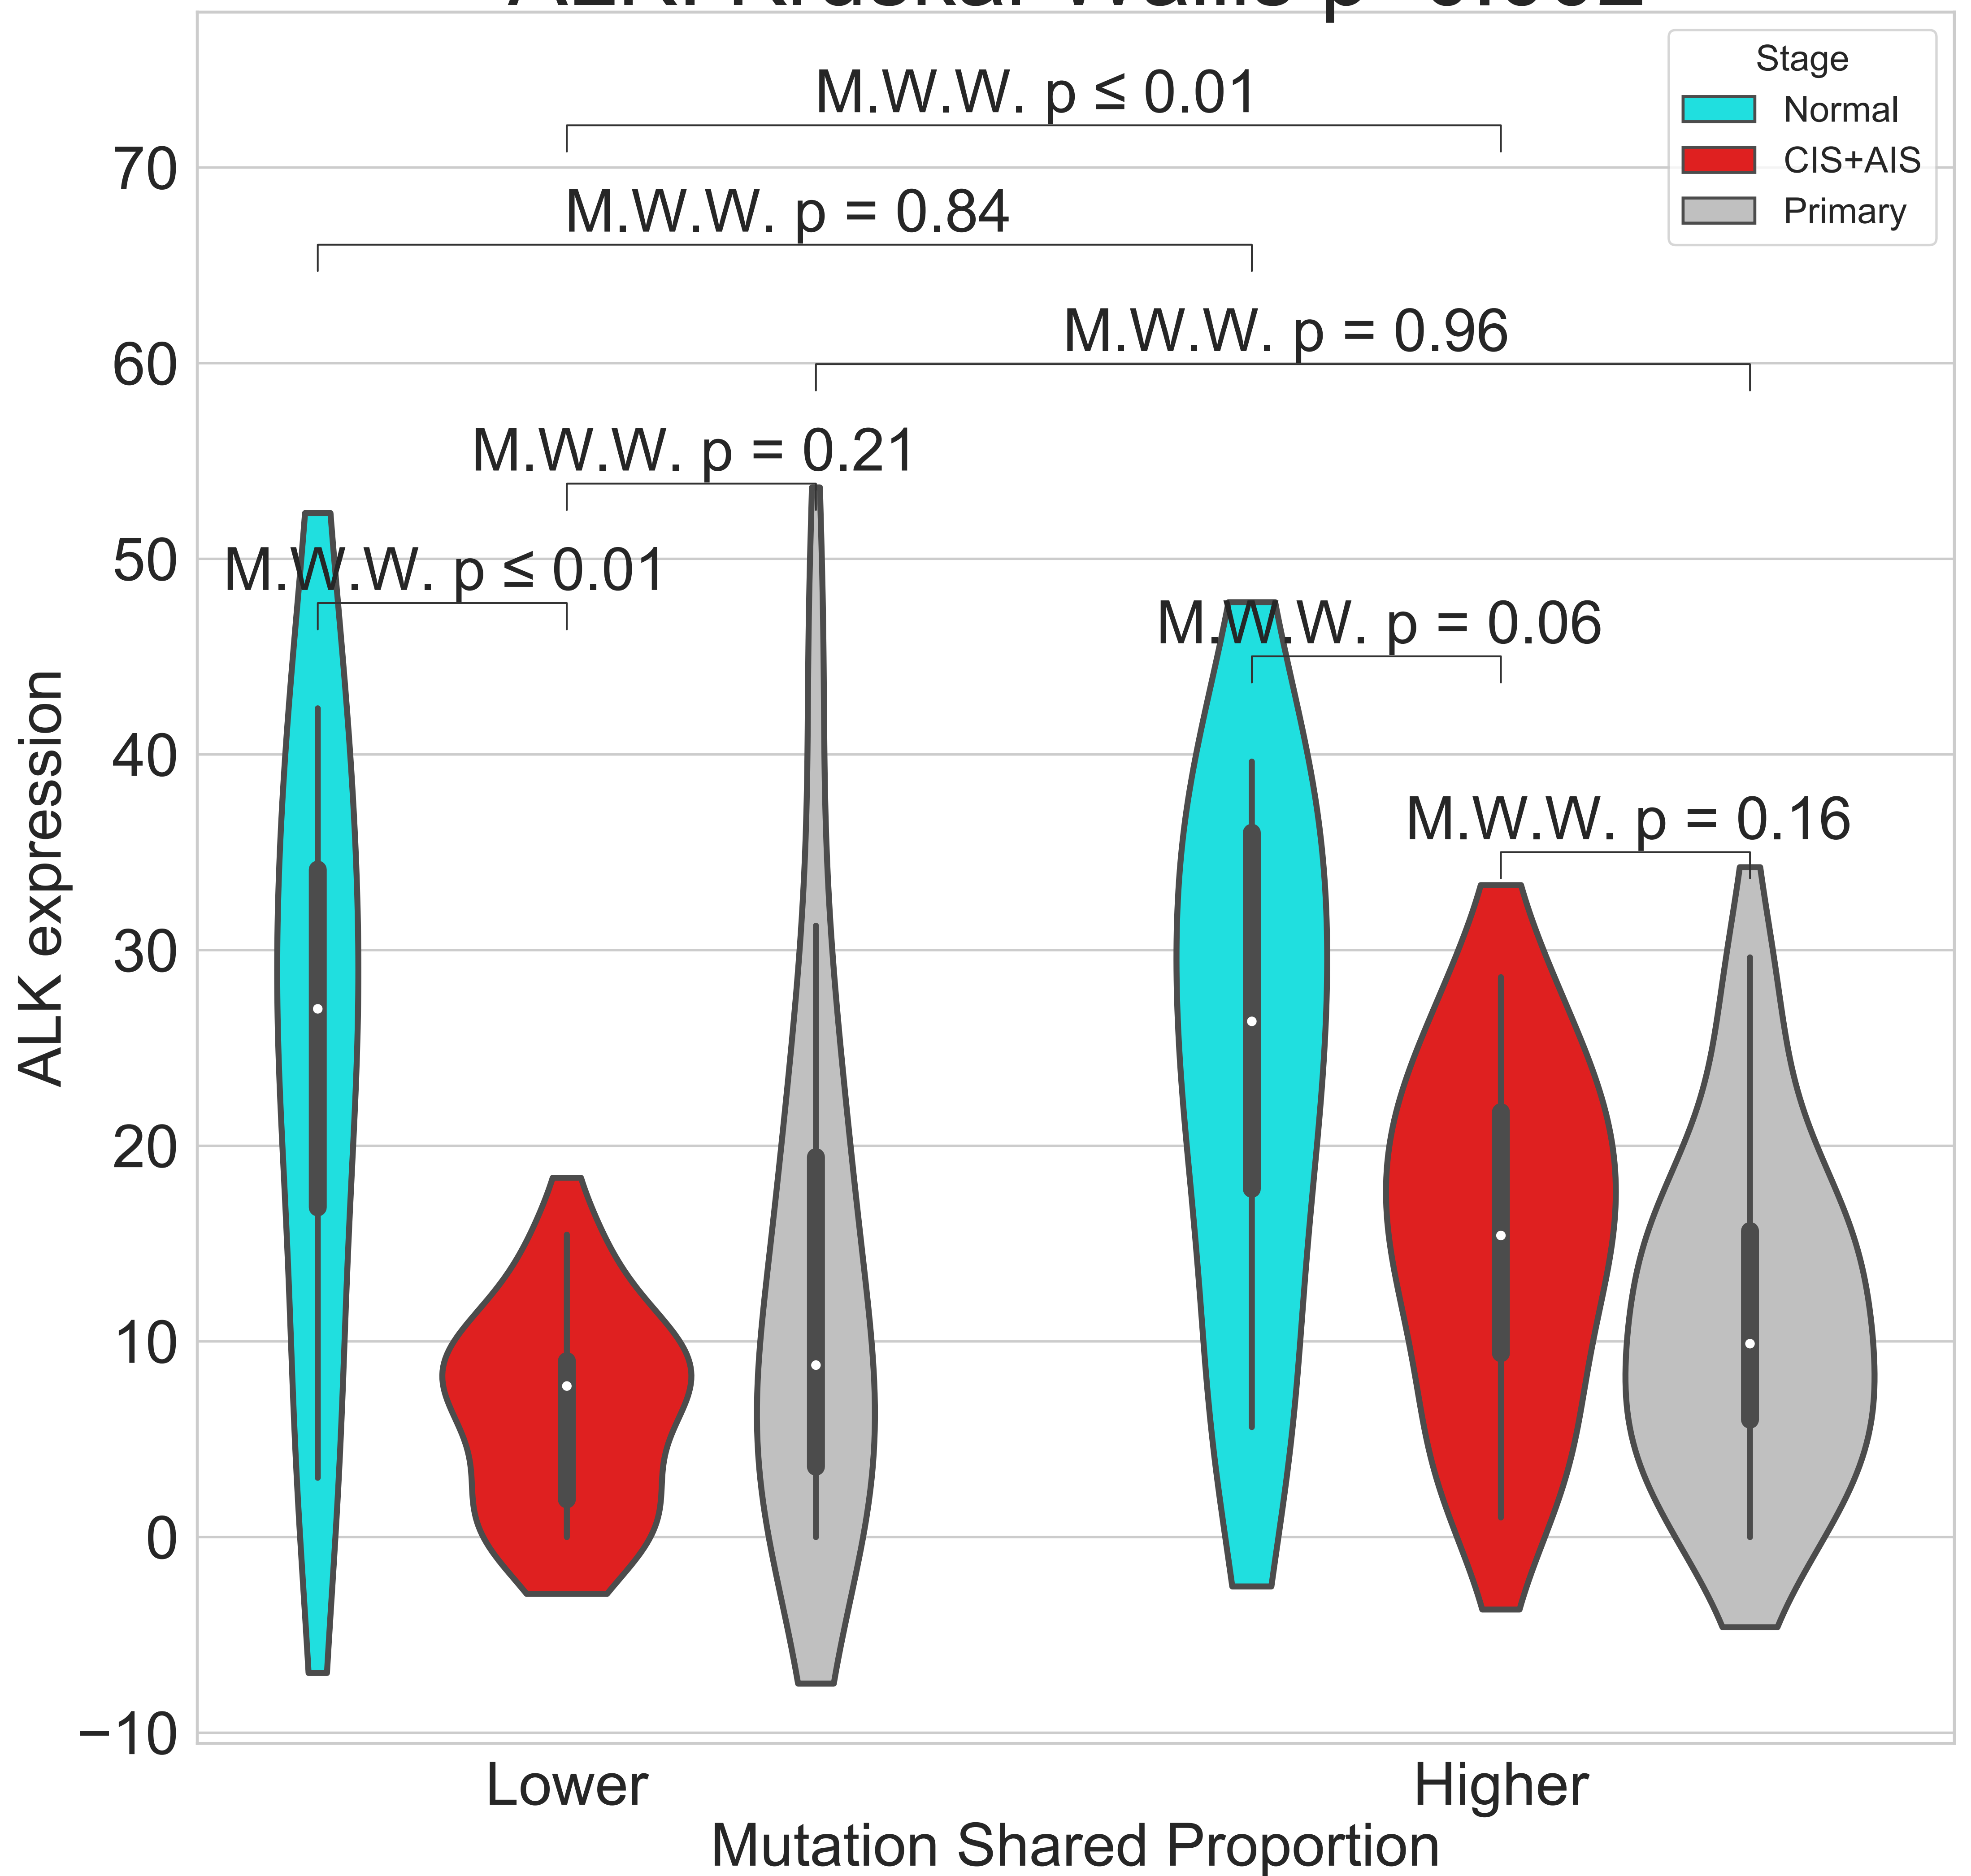 Stage
Normal
CIS+AIS
Primary
M.W.W. p ≤ 0.01
M.W.W. p = 0.84
M.W.W. p = 0.96
M.W.W. p = 0.21
M.W.W. p ≤ 0.01
M.W.W. p = 0.06
M.W.W. p = 0.16
70
60
50
40
30
20
10
0
−10
ALK expression
Lower
Higher
Mutation Shared Proportion